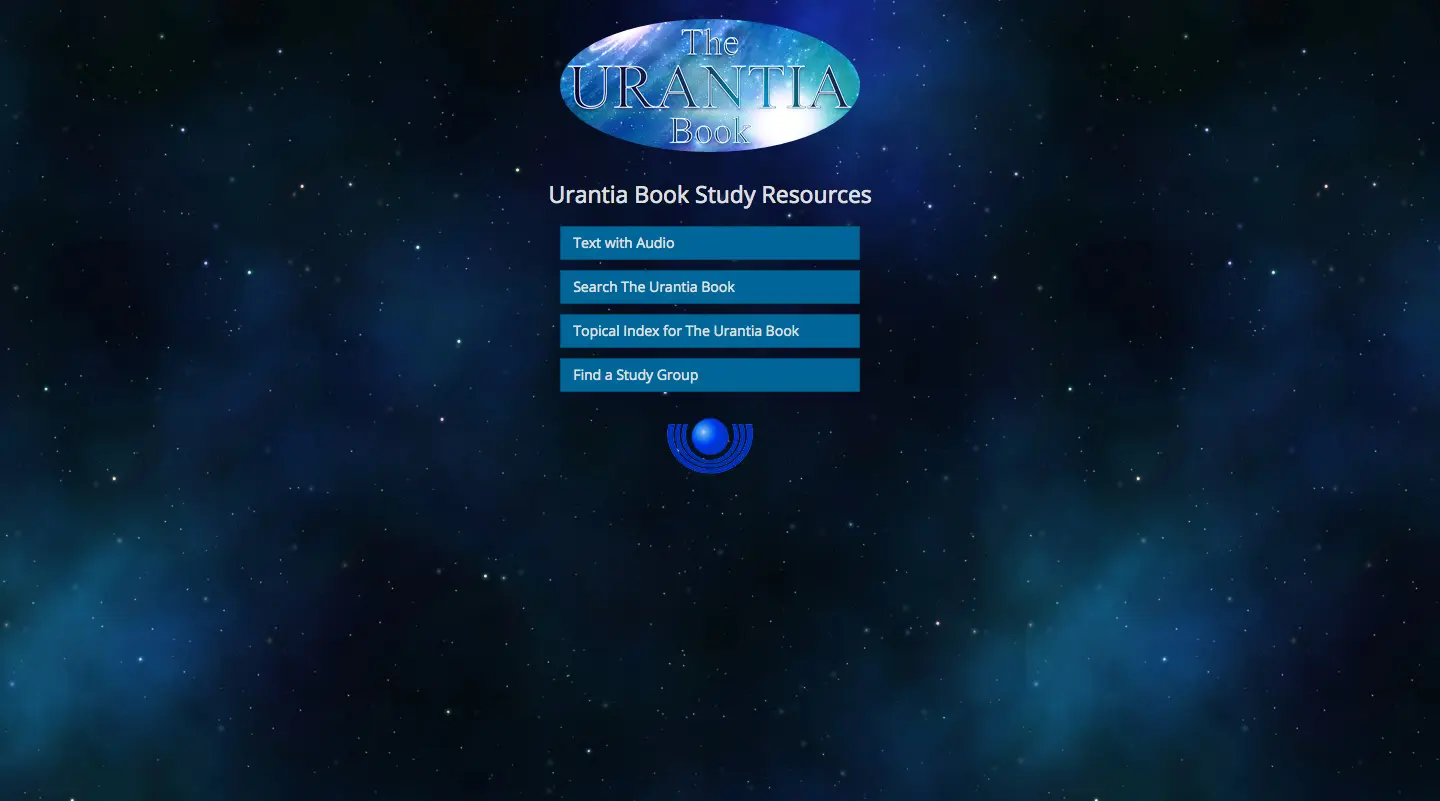 The
URANTIA
Book
Urantia Book Study Resources
Text with Audio
Search The Urantia Book
Topical Index for The Urantia Book
Find a Study Group